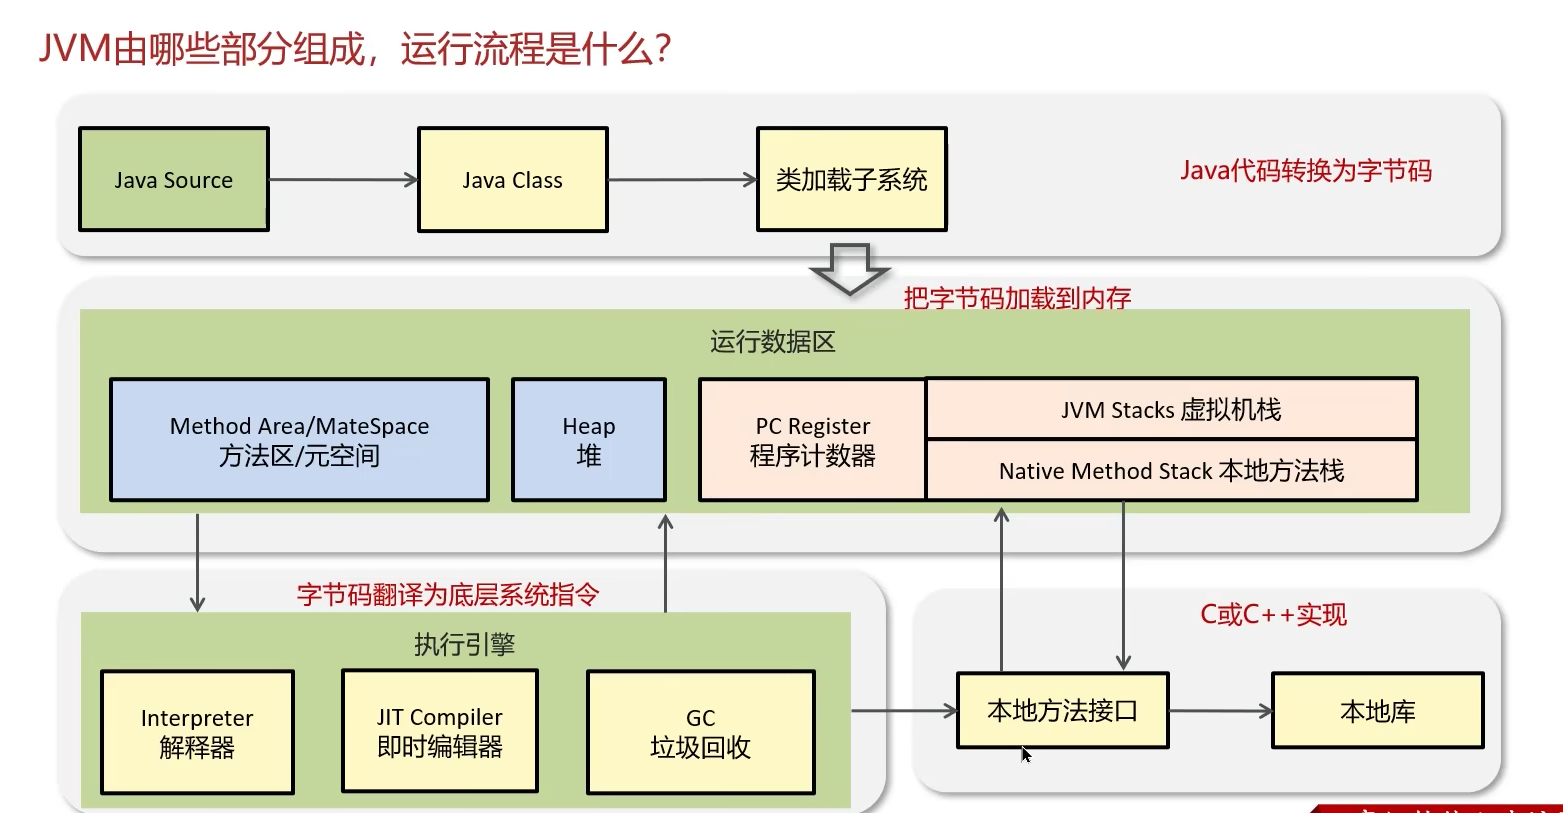 JVM由哪些部分组成，运行流程是什么？
Java Source
Java Class
类加载子系统
Java代码转换为字节码
把字节码加载到内存
运行数据区
Method Area/MateSpace
方法区/元空间
Heap
堆
PC Register
程序计数器
JVM Stacks 虚拟机栈
Native Method Stack 本地方法栈
字节码翻译为底层系统指令
执行引擎
Interpreter
解释器
JIT Compiler
即时编辑器
GC
垃圾回收
C或C++实现
本地方法接口
本地库